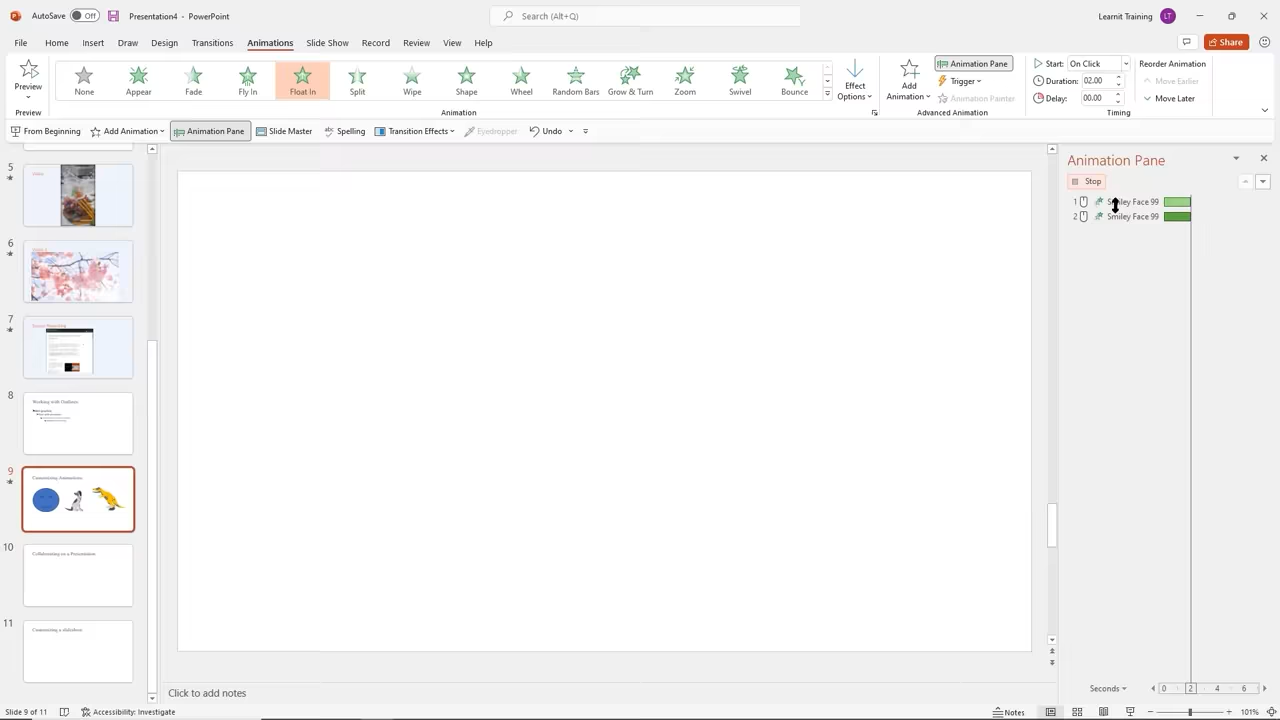 AutoSave Off Presentation4 - PowerPoint Search (Alt+Q) Learnit Training LT
File Home Insert Draw Design Transitions Animations Slide Show Record Review View Help Share
Preview None Appear Fade Fly In Float In Split Wipe Shape Wheel Random Bars Grow & Turn Zoom Swivel Bounce
Effect Options
Add Animation
Animation Pane
Trigger
Animation Painter
Start: On Click
Duration: 02.00
Delay: 00.00
Reorder Animation
Move Earlier
Move Later
Preview Animation Advanced Animation Timing
From Beginning Add Animation Animation Pane Slide Master Spelling Transition Effects Eyedropper Undo
5
6
7
8
Working with Outlines
9
Customizing Animations
10
Collaborating on a Presentation
11
Customizing a slideshow
Click to add notes
Animation Pane
Stop
1 Smiley Face 99
2 Smiley Face 99
Seconds 0 2 4 6
Slide 9 of 11 Accessibility: Investigate Notes 101%